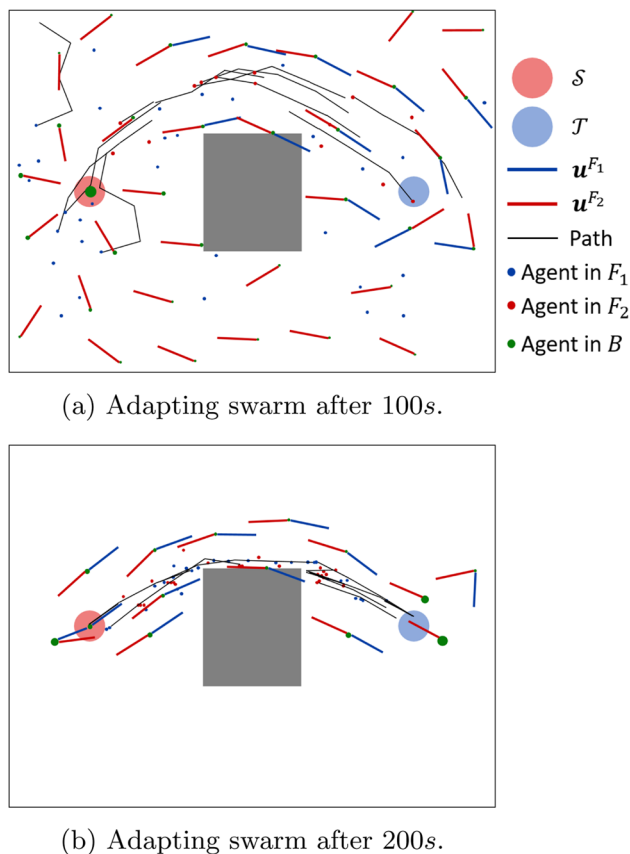 𝒮
𝒯
𝒖^{F_1}
𝒖^{F_2}
Path
Agent in F_1
Agent in F_2
Agent in B
(a) Adapting swarm after 100s.
(b) Adapting swarm after 200s.